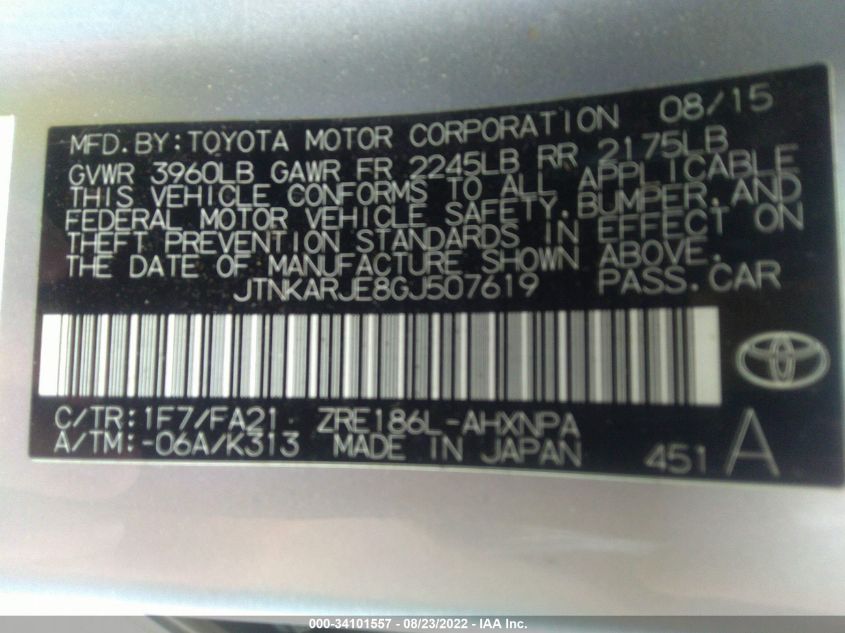 MFD.BY:TOYOTA MOTOR CORPORATION 08/15
GVWR 3960LB GAWR FR 2245LB RR 2175LB
THIS VEHICLE CONFORMS TO ALL APPLICABLE
FEDERAL MOTOR VEHICLE SAFETY,BUMPER,AND
THEFT PREVENTION STANDARDS IN EFFECT ON
THE DATE OF MANUFACTURE SHOWN ABOVE.
JTNKARJE8GJ507619 PASS.CAR
C/TR:1F7/FA21 ZRE186L-AHXNPA
A/TM:-06A/K313 MADE IN JAPAN 451 A
000-34101557 - 08/23/2022 - IAA Inc.